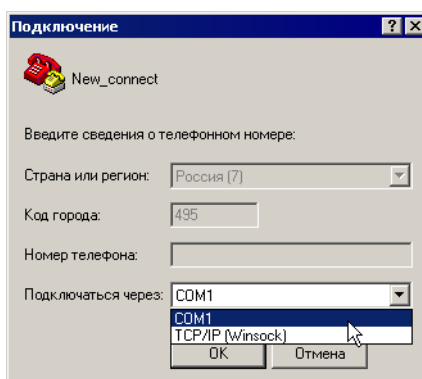 Подключение
New_connect
Введите сведения о телефонном номере:
Страна или регион: Россия (7)
Код города: 495
Номер телефона:
Подключаться через: COM1
COM1
TCP/IP (Winsock)
OK Отмена